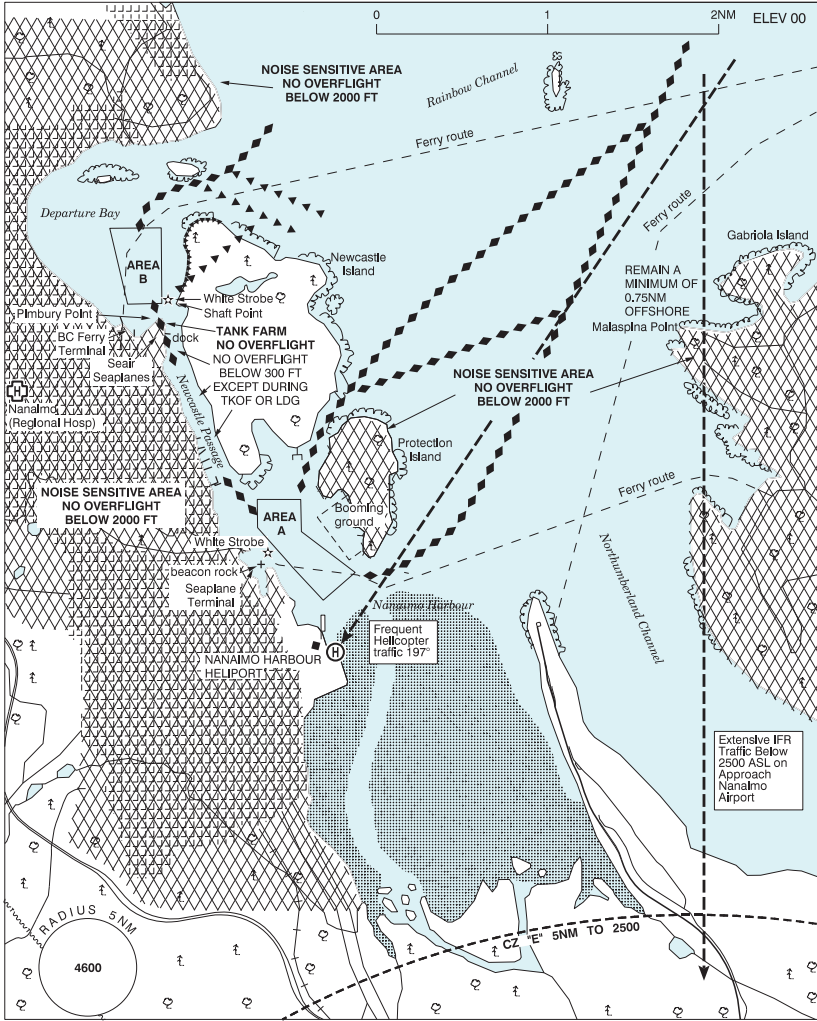 0
1
2NM
ELEV 00
NOISE SENSITIVE AREA
NO OVERFLIGHT
BELOW 2000 FT
Rainbow Channel
Ferry route
Departure Bay
Ferry route
Gabriola Island
AREA
B
Newcastle
Island
REMAIN A
MINIMUM OF
0.75NM
OFFSHORE
Malaspina Point
White Strobe
Shaft Point
Pimbury Point
TANK FARM
NO OVERFLIGHT
dock
BC Ferry
Terminal
NO OVERFLIGHT
BELOW 300 FT
EXCEPT DURING
TKOF OR LDG
Seair
Seaplanes
Newcastle Passage
NOISE SENSITIVE AREA
NO OVERFLIGHT
BELOW 2000 FT
H
Nanaimo
(Regional Hosp)
Protection
Island
NOISE SENSITIVE AREA
NO OVERFLIGHT
BELOW 2000 FT
Ferry route
AREA
A
Booming
ground
White Strobe
beacon rock
Seaplane
Terminal
Nanaimo Harbour
Northumberland Channel
Frequent
Helicopter
traffic 197°
H
NANAIMO HARBOUR
HELIPORT
Extensive IFR
Traffic Below
2500 ASL on
Approach
Nanaimo
Airport
RADIUS 5NM
4600
CZ "E" 5NM TO 2500